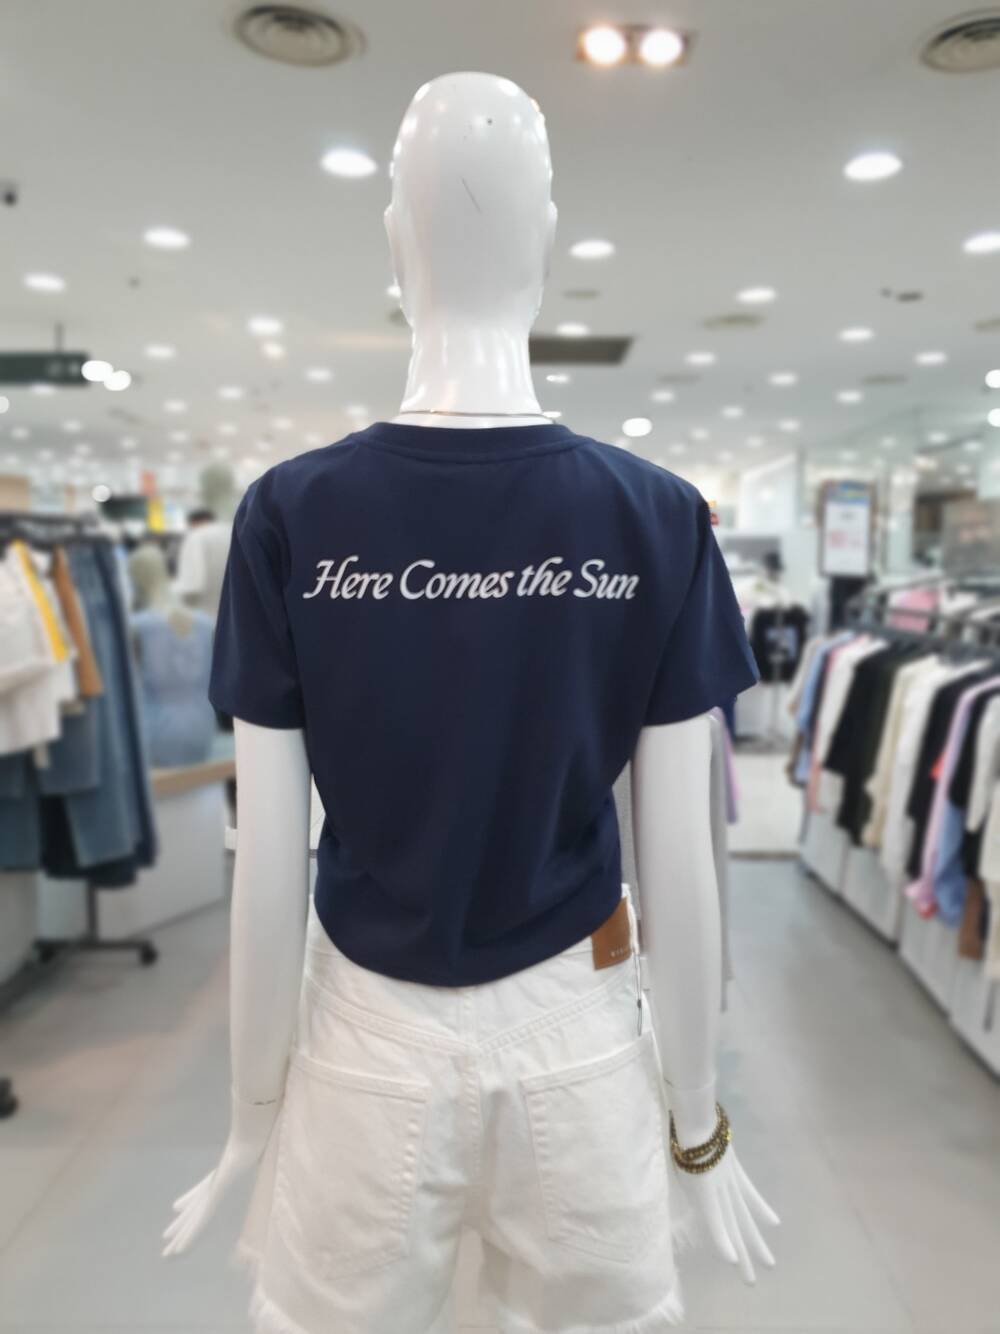 Here Comes the Sun